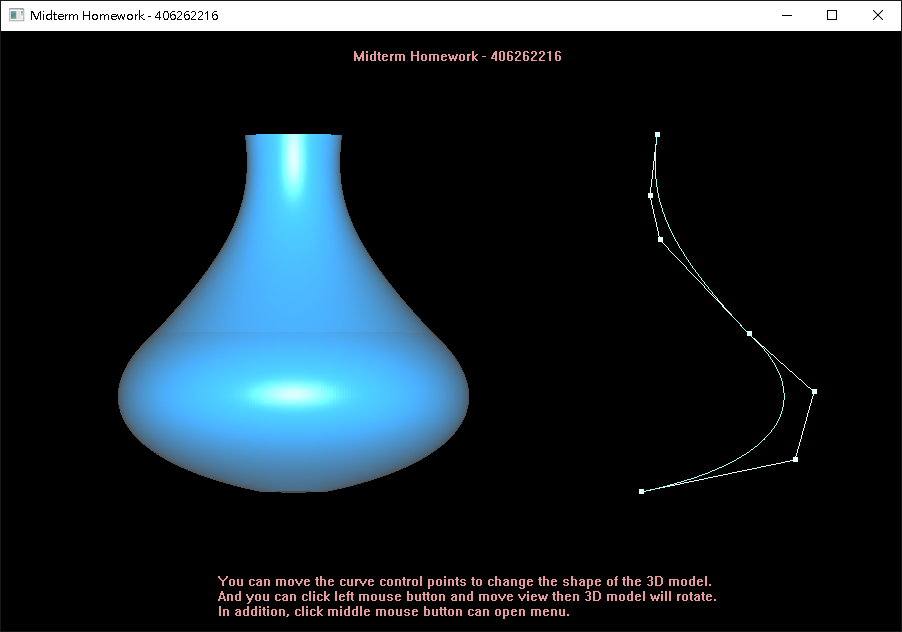 Midterm Homework - 406262216
Midterm Homework - 406262216
You can move the curve control points to change the shape of the 3D model.
And you can click left mouse button and move view then 3D model will rotate.
In addition, click middle mouse button can open menu.